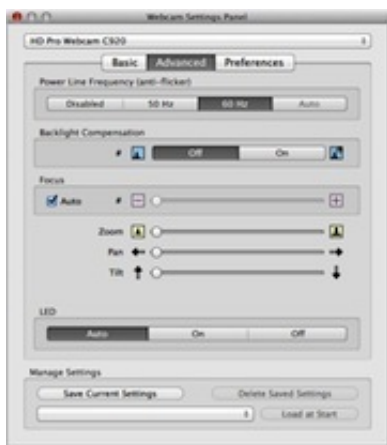 Webcam Settings Panel
HD Pro Webcam C920
Basic Advanced Preferences
Power Line Frequency (anti-flicker)
Disabled 50 Hz 60 Hz Auto
Backlight Compensation
# Off On
Focus
Auto # 
Zoom
Pan
Tilt
LED
Auto On Off
Manage Settings
Save Current Settings Delete Saved Settings
Load at Start